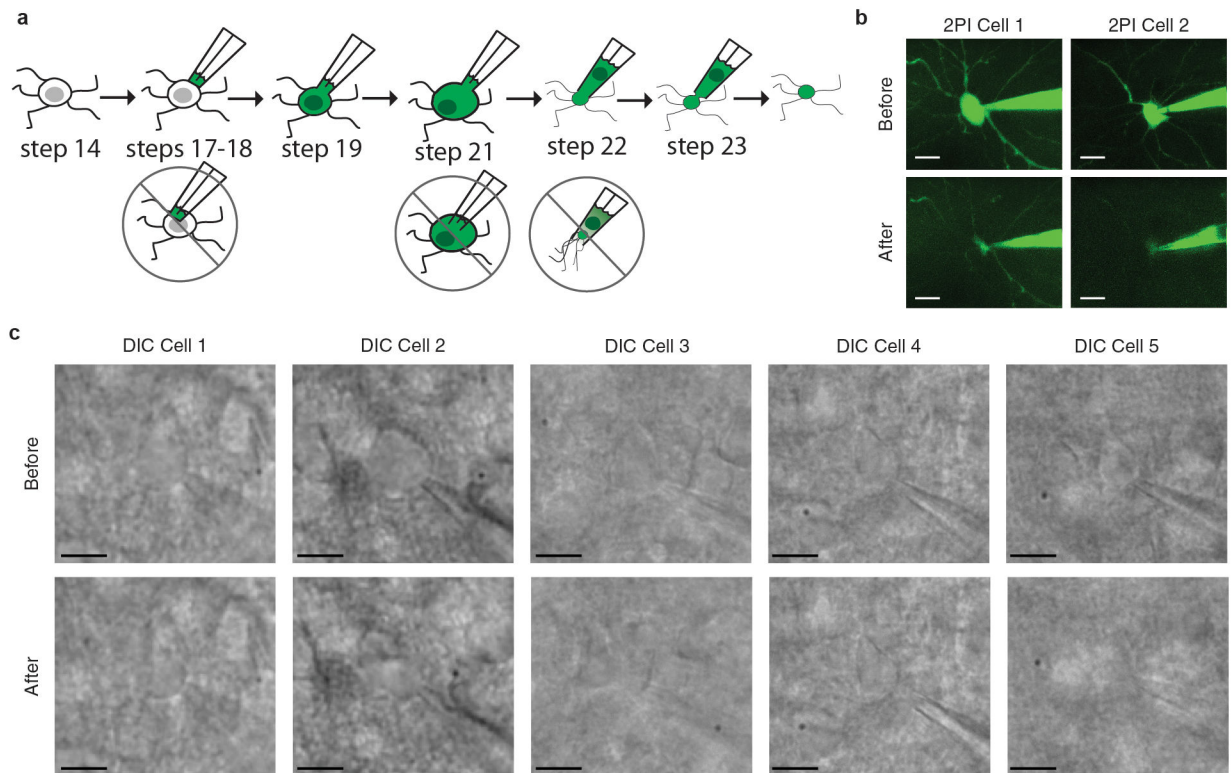 a
step 14
steps 17-18
step 19
step 21
step 22
step 23
b
2PI Cell 1
2PI Cell 2
Before
After
c
DIC Cell 1
DIC Cell 2
DIC Cell 3
DIC Cell 4
DIC Cell 5
Before
After